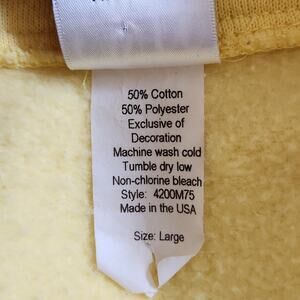 50% Cotton
50% Polyester
Exclusive of
Decoration
Machine wash cold
Tumble dry low
Non-chlorine bleach
Style: 4200M75
Made in the USA
Size: Large